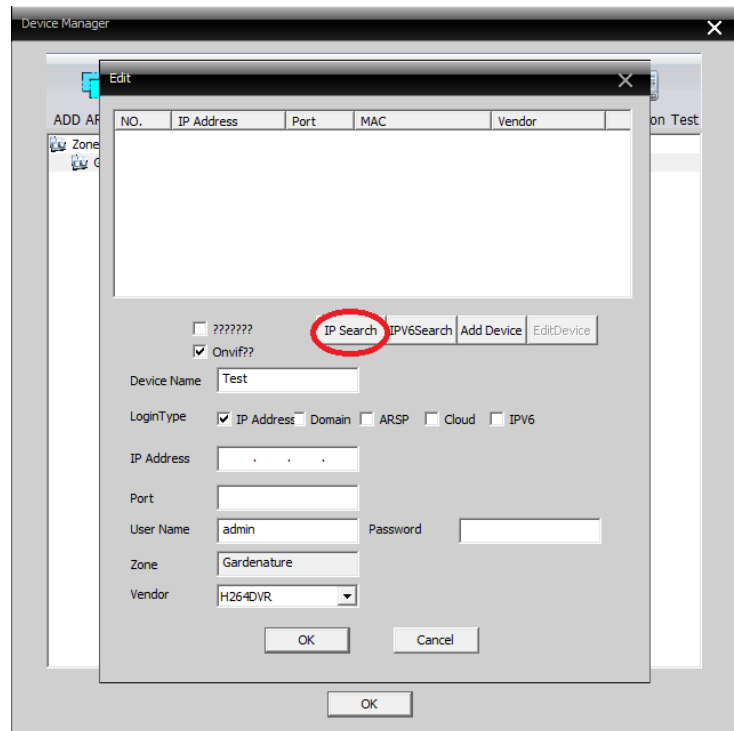 Device Manager
Edit
ADD AR
on Test
NO. IP Address Port MAC Vendor
Zone
G
???????
IP Search IPV6Search Add Device EditDevice
Onvif??
Device Name Test
LoginType IP Address Domain ARSP Cloud IPV6
IP Address . . .
Port
User Name admin Password
Zone Gardenature
Vendor H264DVR
OK Cancel
OK